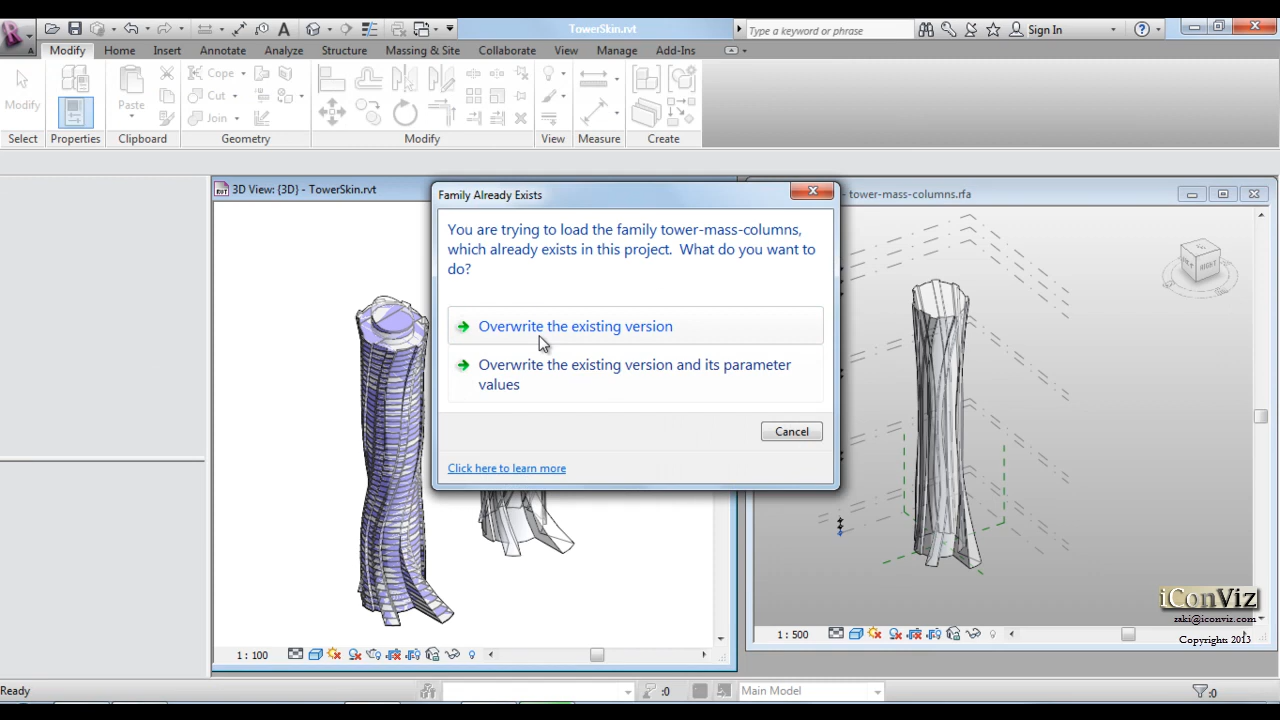 TowerSkin.rvt
Type a keyword or phrase
Sign In
Modify
Home
Insert
Annotate
Analyze
Structure
Massing & Site
Collaborate
View
Manage
Add-Ins
Modify
Paste
Cope
Cut
Join
Select
Properties
Clipboard
Geometry
Modify
View
Measure
Create
3D View: {3D} - TowerSkin.rvt
- tower-mass-columns.rfa
Family Already Exists
You are trying to load the family tower-mass-columns,
which already exists in this project. What do you want to
do?
Overwrite the existing version
Overwrite the existing version and its parameter
values
Cancel
Click here to learn more
RIGHT
iConViz
zaki@iconviz.com
Copyright 2013
1 : 100
1 : 500
Ready
:0
Main Model
:0